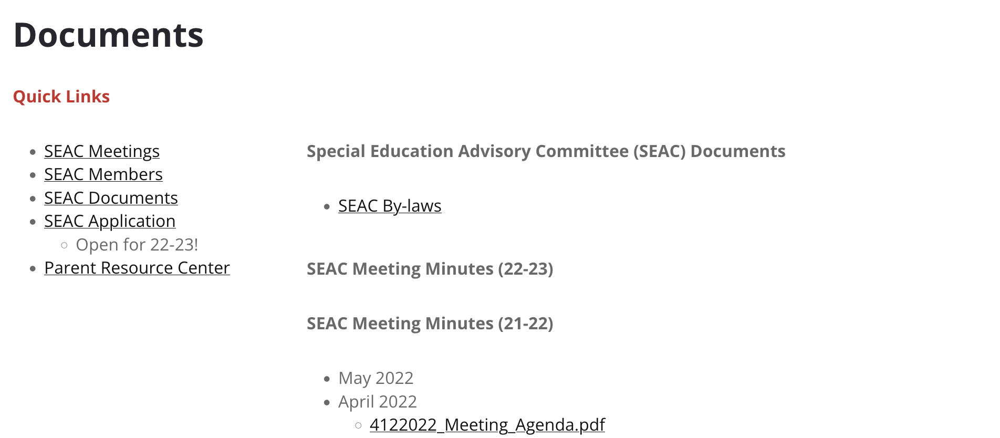 Documents
Quick Links
SEAC Meetings
SEAC Members
SEAC Documents
SEAC Application
Open for 22-23!
Parent Resource Center
Special Education Advisory Committee (SEAC) Documents
SEAC By-laws
SEAC Meeting Minutes (22-23)
SEAC Meeting Minutes (21-22)
May 2022
April 2022
4122022_Meeting_Agenda.pdf